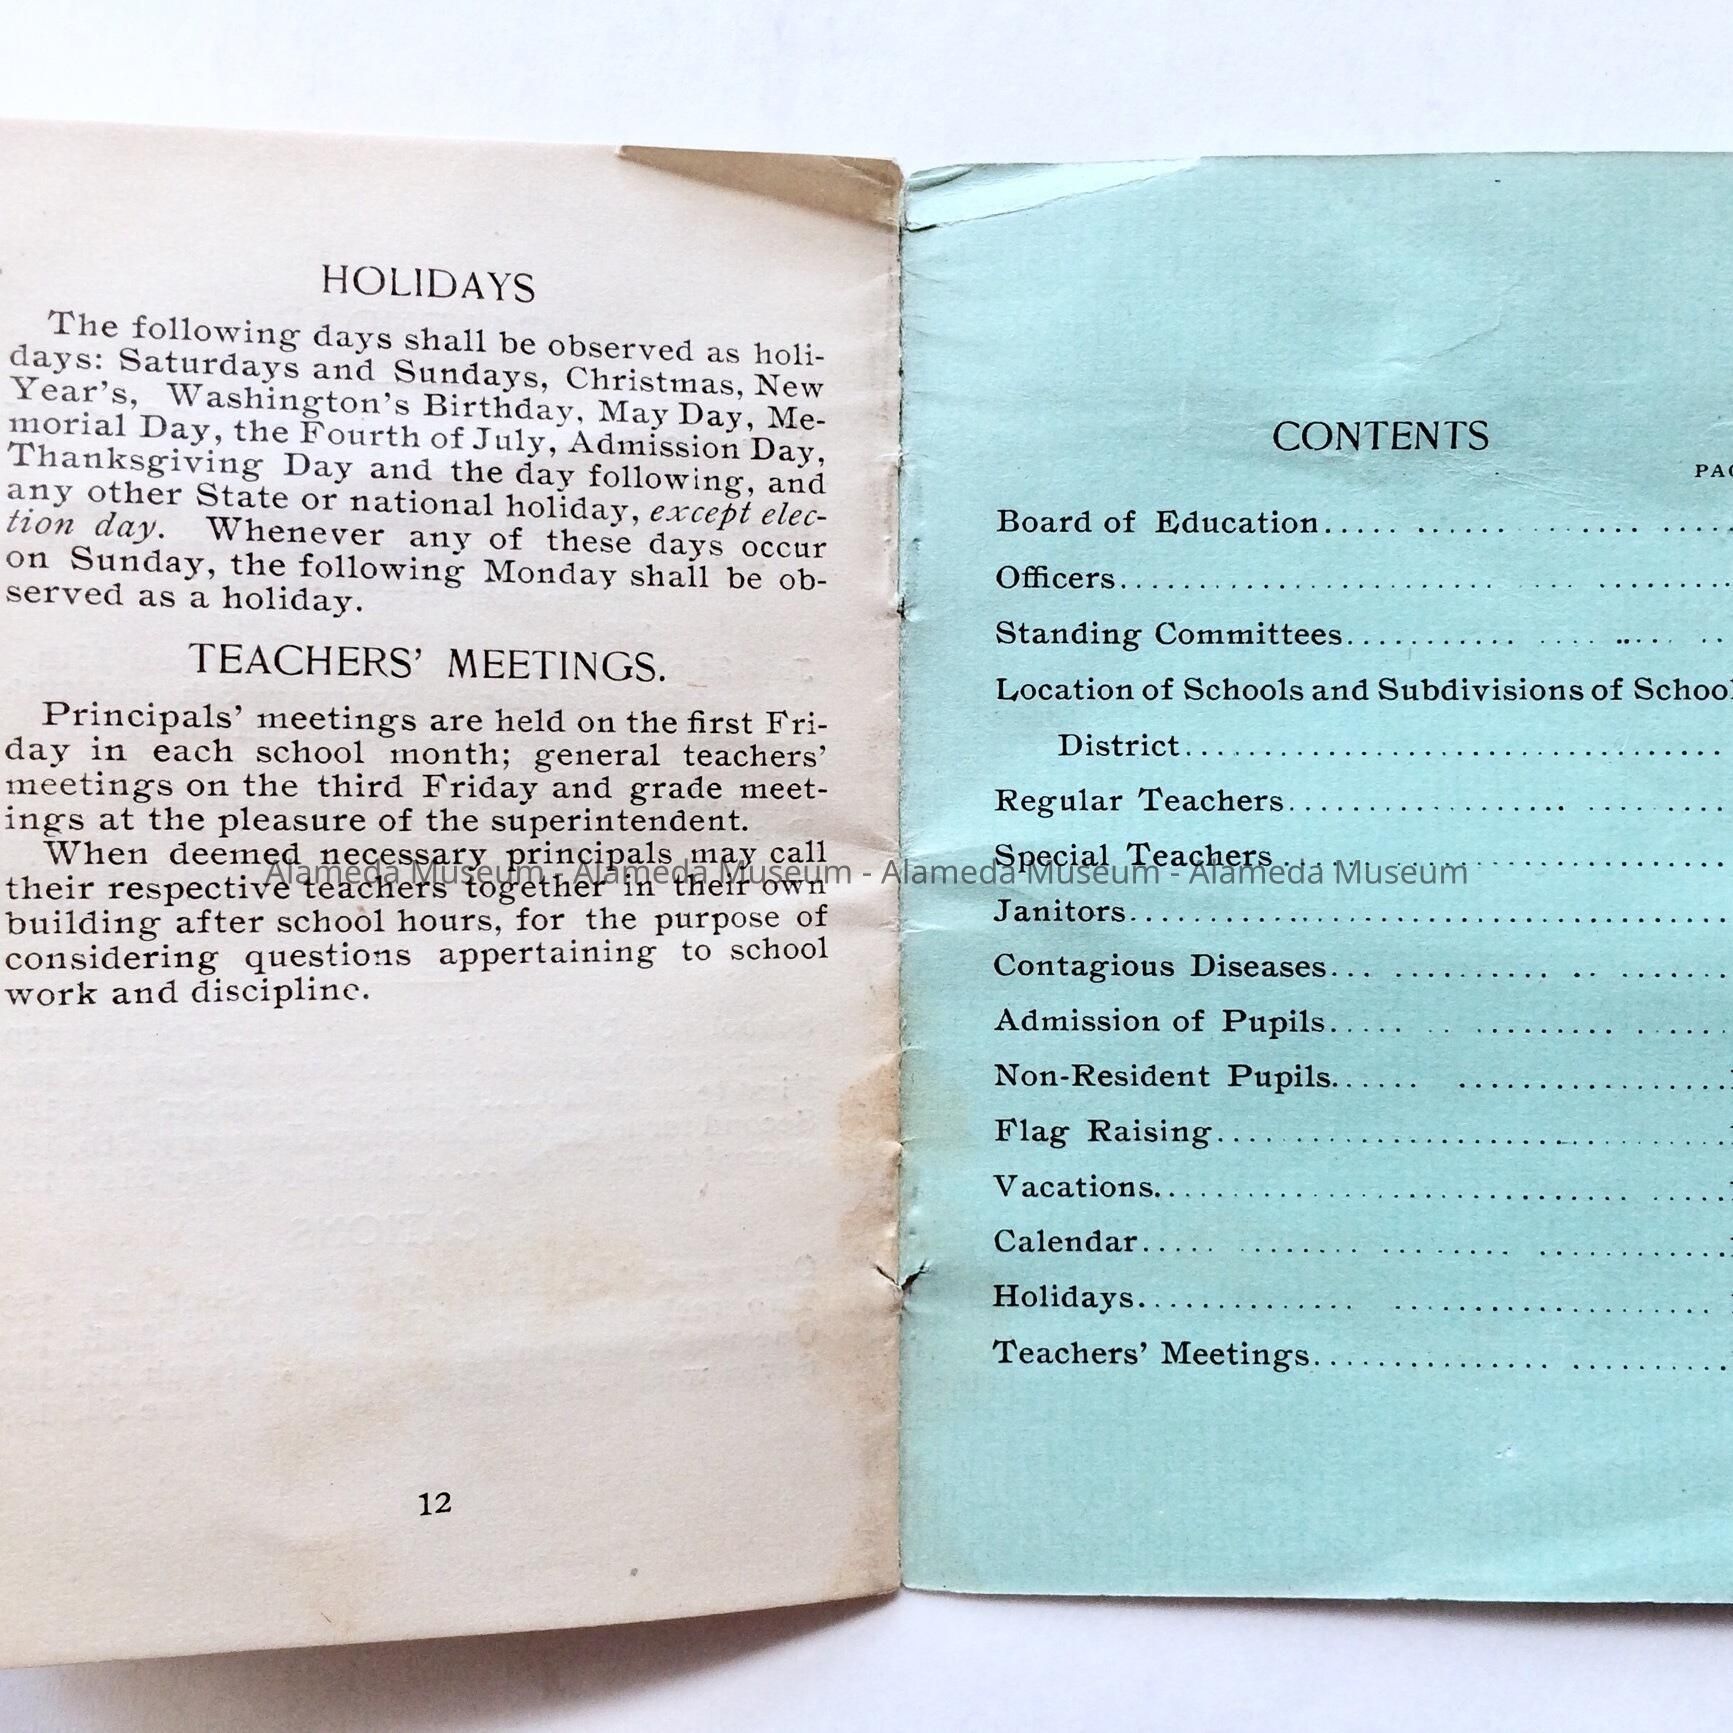 HOLIDAYS
The following days shall be observed as holi-
days: Saturdays and Sundays, Christmas, New
Year's, Washington's Birthday, May Day, Me-
morial Day, the Fourth of July, Admission Day,
Thanksgiving Day and the day following, and
any other State or national holiday, except elec-
tion day. Whenever any of these days occur
on Sunday, the following Monday shall be ob-
served as a holiday.
TEACHERS' MEETINGS.
Principals' meetings are held on the first Fri-
day in each school month; general teachers'
meetings on the third Friday and grade meet-
ings at the pleasure of the superintendent.
When deemed necessary principals may call
their respective teachers together in their own
building after school hours, for the purpose of
considering questions appertaining to school
work and discipline.
12
CONTENTS
Board of Education
Officers
Standing Committees
Location of Schools and Subdivisions of School
District
Regular Teachers
Special Teachers
Janitors
Contagious Diseases
Admission of Pupils
Non-Resident Pupils
Flag Raising
Vacations
Calendar
Holidays
Teachers' Meetings
Alameda Museum - Alameda Museum - Alameda Museum - Alameda Museum